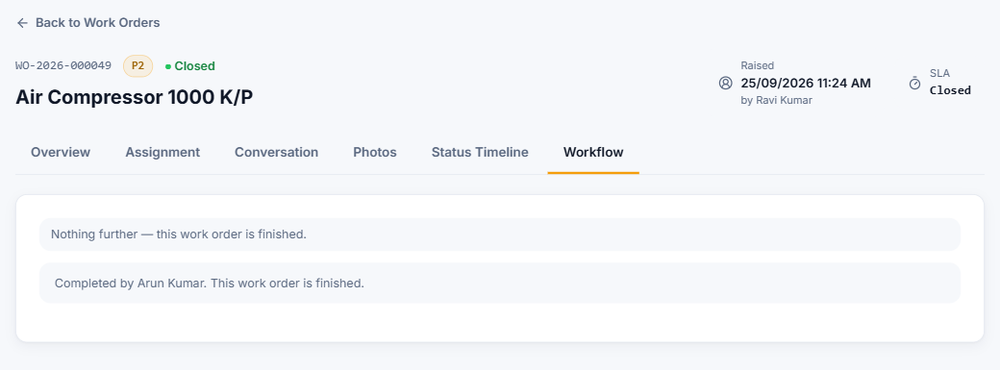 Back to Work Orders
WO-2026-000049 P2 Closed
Air Compressor 1000 K/P
Raised
25/09/2026 11:24 AM
by Ravi Kumar
SLA
Closed
Overview Assignment Conversation Photos Status Timeline Workflow
Nothing further — this work order is finished.
Completed by Arun Kumar. This work order is finished.